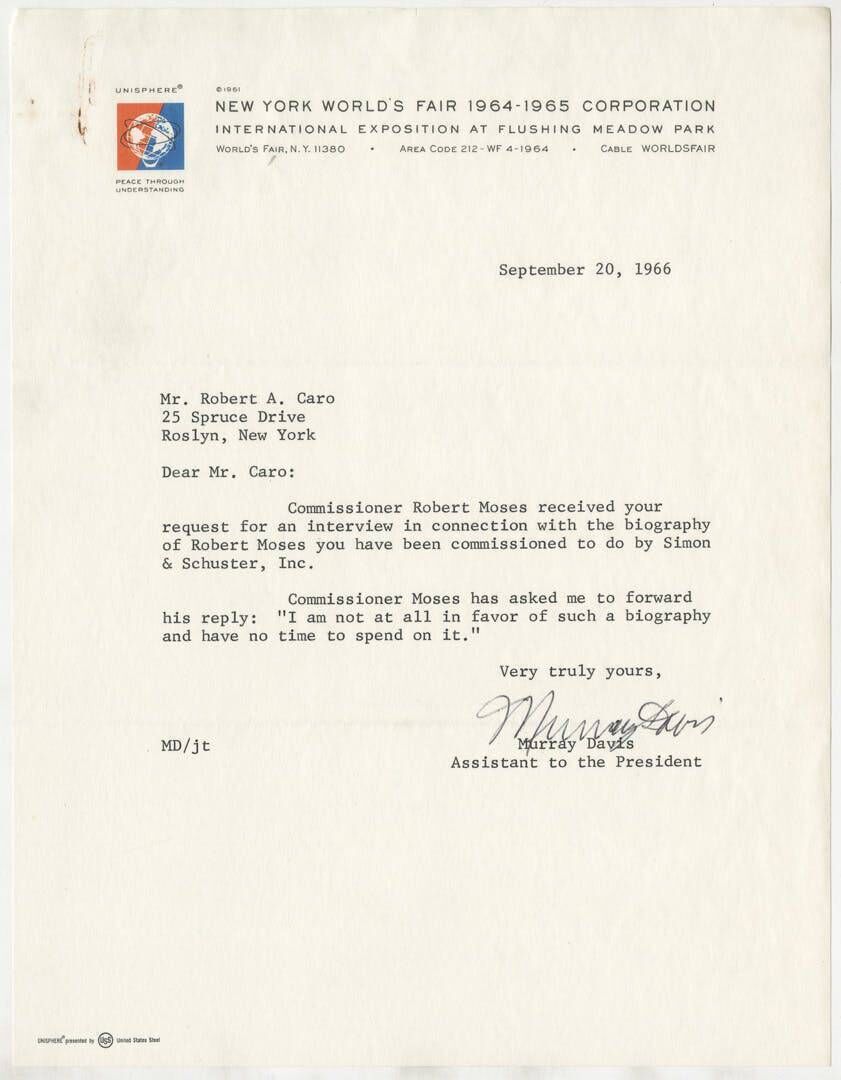 UNISPHERE®
©1961
NEW YORK WORLD'S FAIR 1964-1965 CORPORATION
INTERNATIONAL EXPOSITION AT FLUSHING MEADOW PARK
WORLD'S FAIR, N.Y. 11380 • AREA CODE 212 - WF 4-1964 • CABLE WORLDSFAIR
PEACE THROUGH
UNDERSTANDING
September 20, 1966
Mr. Robert A. Caro
25 Spruce Drive
Roslyn, New York
Dear Mr. Caro:
Commissioner Robert Moses received your
request for an interview in connection with the biography
of Robert Moses you have been commissioned to do by Simon
& Schuster, Inc.
Commissioner Moses has asked me to forward
his reply: "I am not at all in favor of such a biography
and have no time to spend on it."
Very truly yours,
Murray Davis
MD/jt
Murray Davis
Assistant to the President
UNISPHERE® presented by USS United States Steel